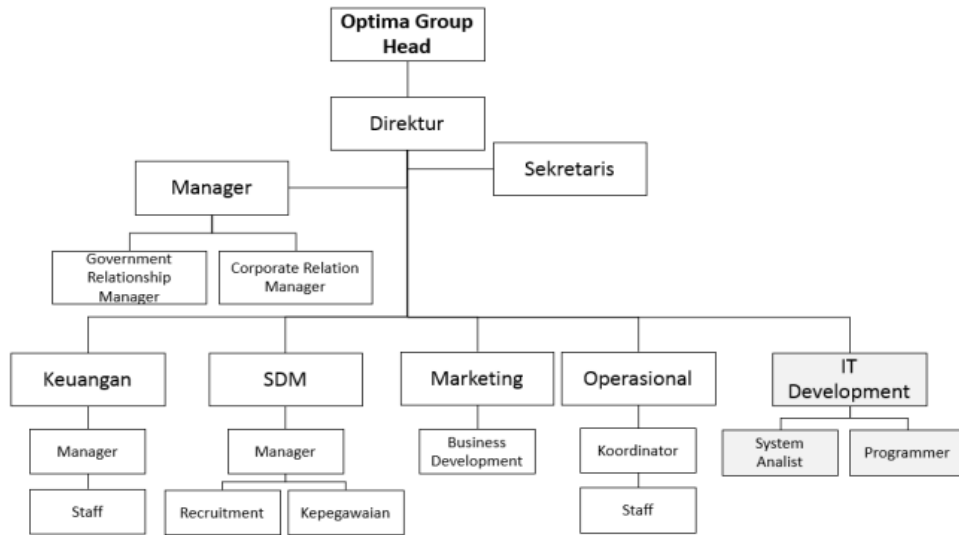 Optima Group
Head
Direktur
Sekretaris
Manager
Government
Relationship
Manager
Corporate Relation
Manager
Keuangan
SDM
Marketing
Operasional
IT
Development
Manager
Manager
Business
Development
Koordinator
System
Analist
Programmer
Staff
Recruitment
Kepegawaian
Staff